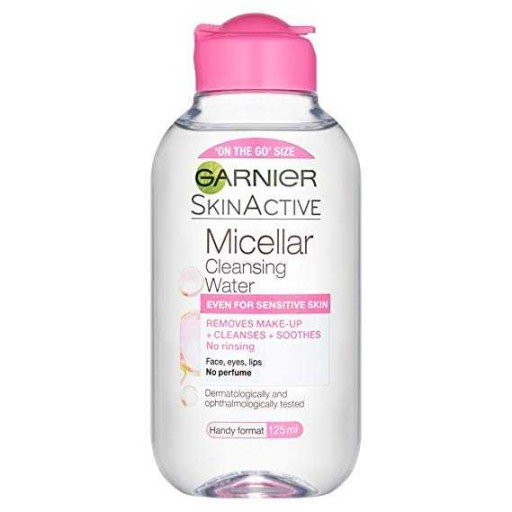 'ON THE GO' SIZE
GARNIER
SKINACTIVE
Micellar
Cleansing
Water
EVEN FOR SENSITIVE SKIN
REMOVES MAKE-UP
+ CLEANSES + SOOTHES
No rinsing
Face, eyes, lips
No perfume
Dermatologically and
ophthalmologically tested
Handy format 125ml